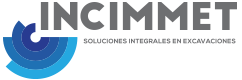 INCIMMET
SOLUCIONES INTEGRALES EN EXCAVACIONES